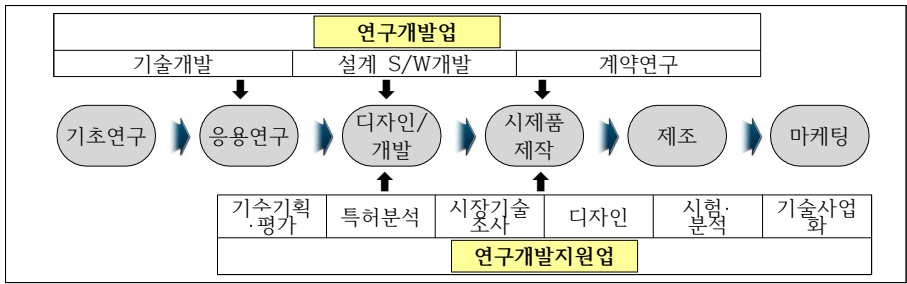 연구개발업
기술개발 설계 S/W개발 계약연구
기초연구 응용연구 디자인/개발 시제품제작 제조 마케팅
기수기획·평가 특허분석 시장기술조사 디자인 시험·분석 기술사업화
연구개발지원업